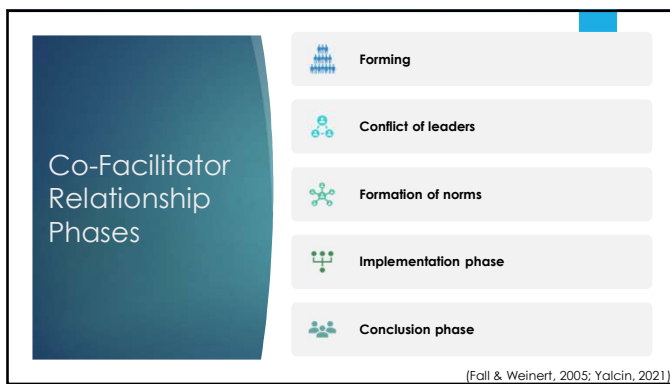 Co-Facilitator
Relationship
Phases
Forming
Conflict of leaders
Formation of norms
Implementation phase
Conclusion phase
(Fall & Weinert, 2005; Yalcin, 2021)